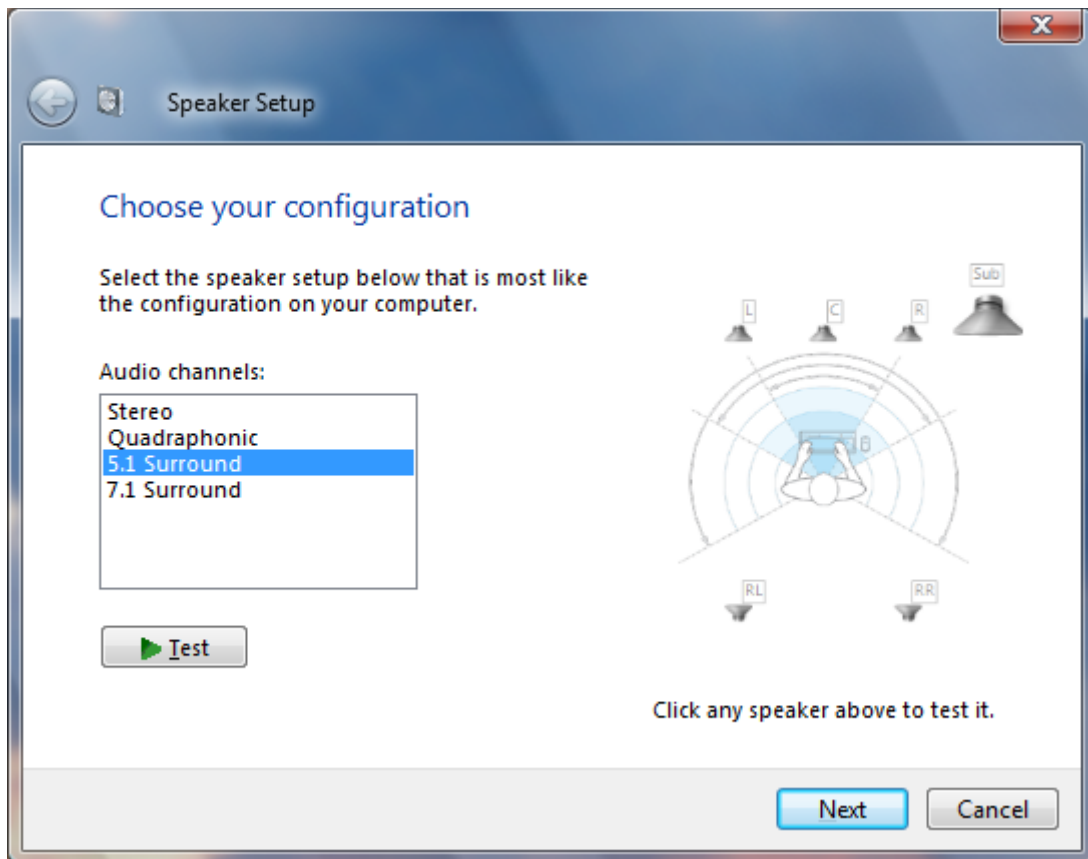 Speaker Setup
Choose your configuration
Select the speaker setup below that is most like
the configuration on your computer.
Audio channels:
Stereo
Quadraphonic
5.1 Surround
7.1 Surround
Test
Sub
L
C
R
RL
RR
Click any speaker above to test it.
Next
Cancel